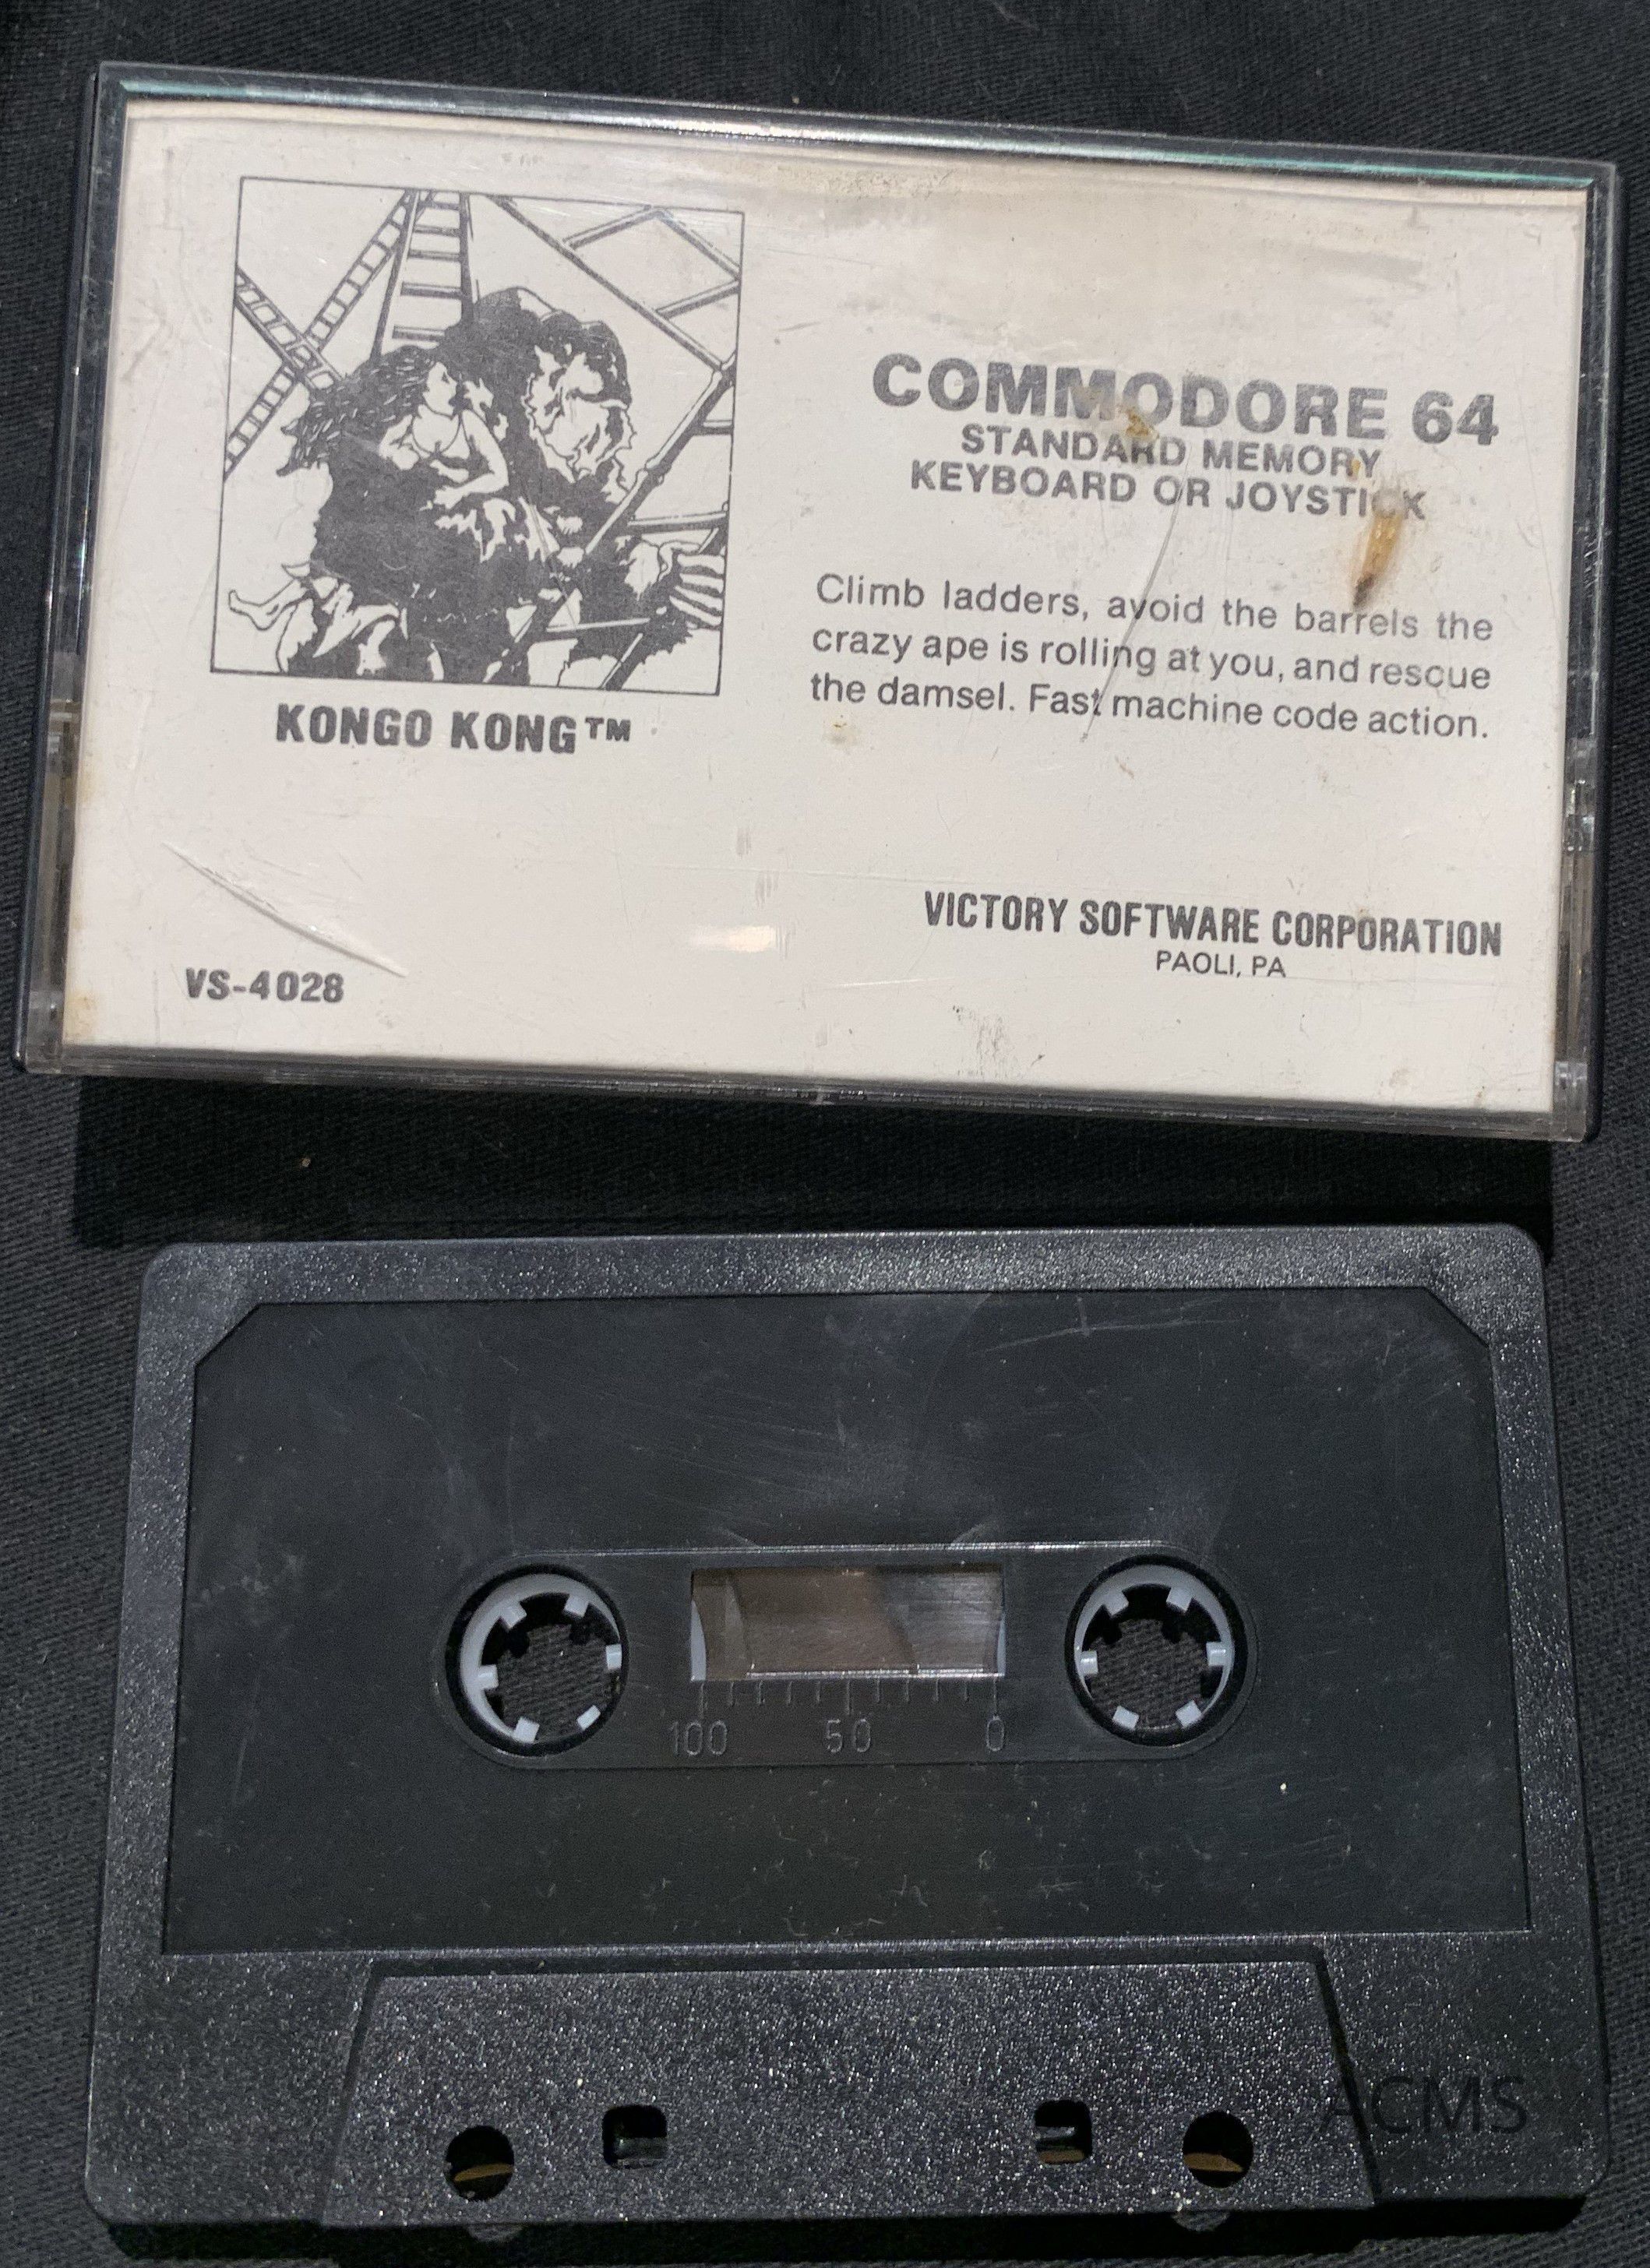 COMMODORE 64
STANDARD MEMORY
KEYBOARD OR JOYSTICK
Climb ladders, avoid the barrels the
crazy ape is rolling at you, and rescue
the damsel. Fast machine code action.
KONGO KONG™
VICTORY SOFTWARE CORPORATION
PAOLI, PA
VS-4028
100 50 0
ACMS